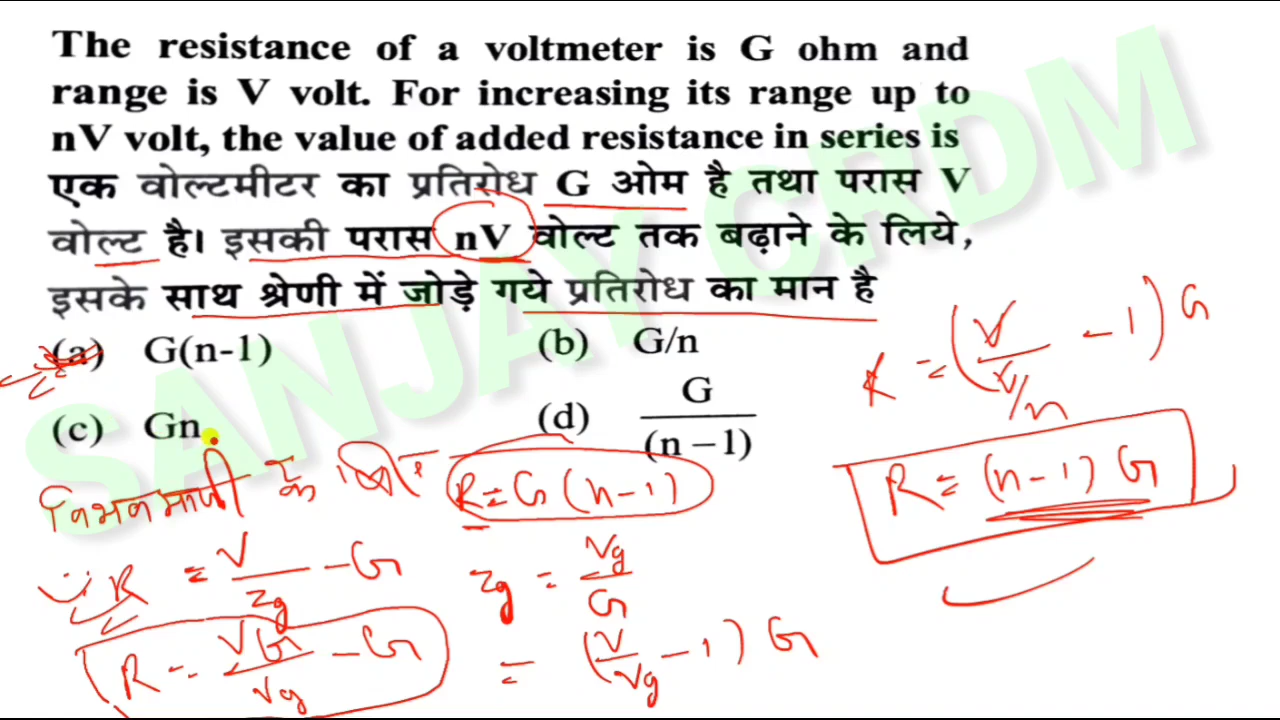 The resistance of a voltmeter is G ohm and
range is V volt. For increasing its range up to
nV volt, the value of added resistance in series is
एक वोल्टमीटर का प्रतिरोध G ओम है तथा परास V
वोल्ट है। इसकी परास nV वोल्ट तक बढ़ाने के लिये,
इसके साथ श्रेणी में जोड़े गये प्रतिरोध का मान है
(a) G(n-1)
(b) G/n
(c) Gn.
(d) G/(n – 1)
के लिए R = G(n-1)
R = V/Ig - G
Ig = Vg/G
R = VG/Vg - G
= (V/Vg - 1) G
R = (V/V/n - 1) G
R = (n-1) G
SANJAY CRDM